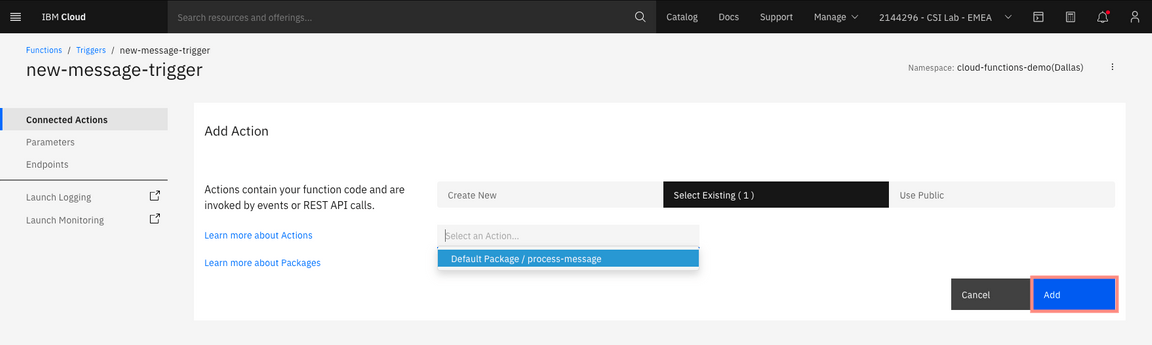 IBM Cloud
Search resources and offerings...
Catalog
Docs
Support
Manage
2144296 - CSI Lab - EMEA
Functions / Triggers / new-message-trigger
new-message-trigger
Namespace: cloud-functions-demo(Dallas)
Connected Actions
Parameters
Endpoints
Launch Logging
Launch Monitoring
Add Action
Actions contain your function code and are
invoked by events or REST API calls.
Learn more about Actions
Learn more about Packages
Create New
Select Existing ( 1 )
Use Public
Select an Action...
Default Package / process-message
Cancel
Add